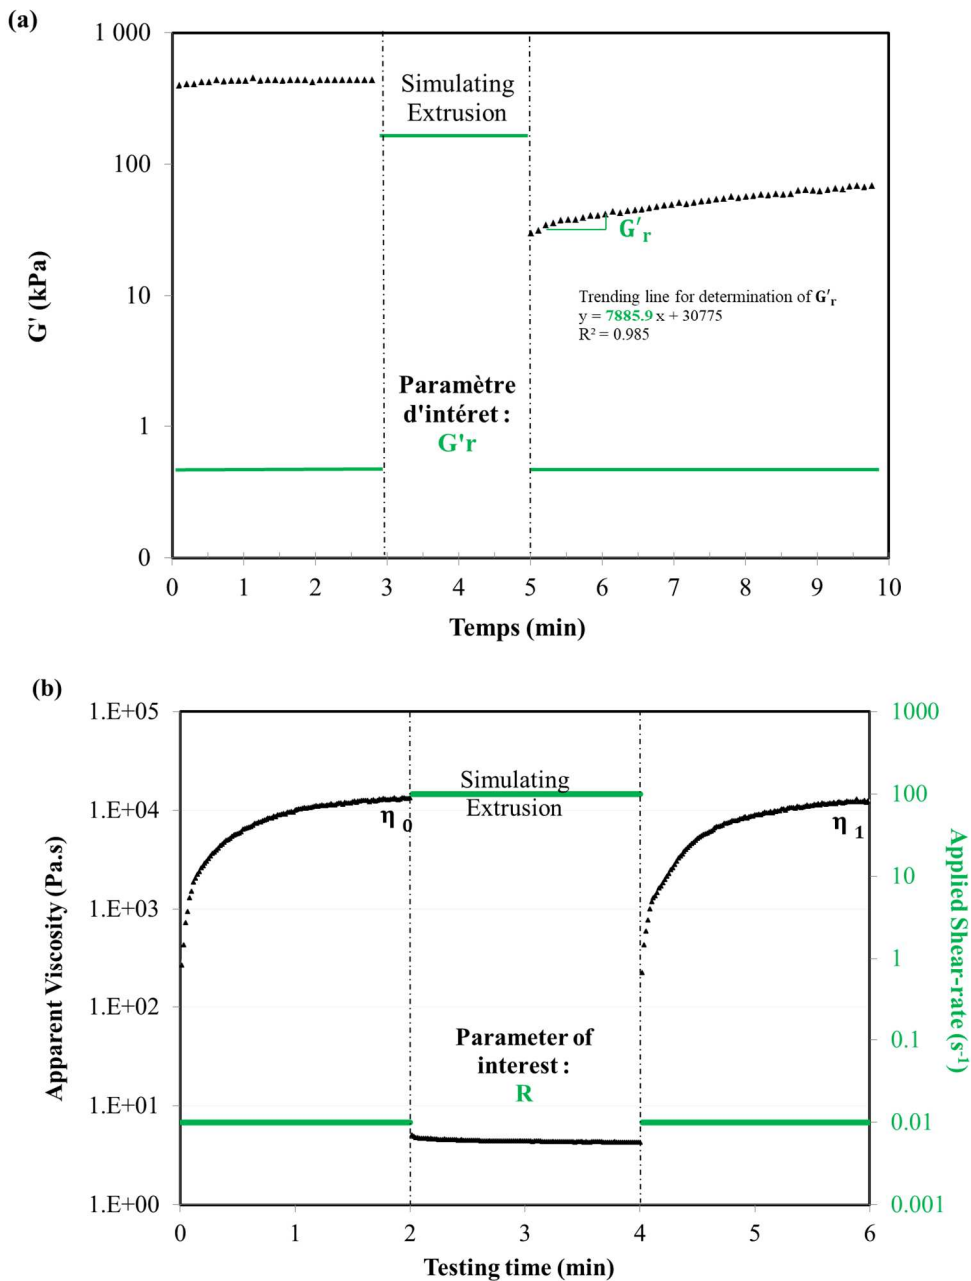 (a)
1 000
100
10
1
0
G' (kPa)
Simulating
Extrusion
G′r
Trending line for determination of G′r
y = 7885.9 x + 30775
R² = 0.985
Paramètre
d'intéret :
G'r
0 1 2 3 4 5 6 7 8 9 10
Temps (min)
(b)
1.E+05
1.E+04
1.E+03
1.E+02
1.E+01
1.E+00
Apparent Viscosity (Pa.s)
Simulating
Extrusion
η 0
η 1
Parameter of
interest :
R
1000
100
10
1
0.1
0.01
0.001
Applied Shear-rate (s-1)
0 1 2 3 4 5 6
Testing time (min)